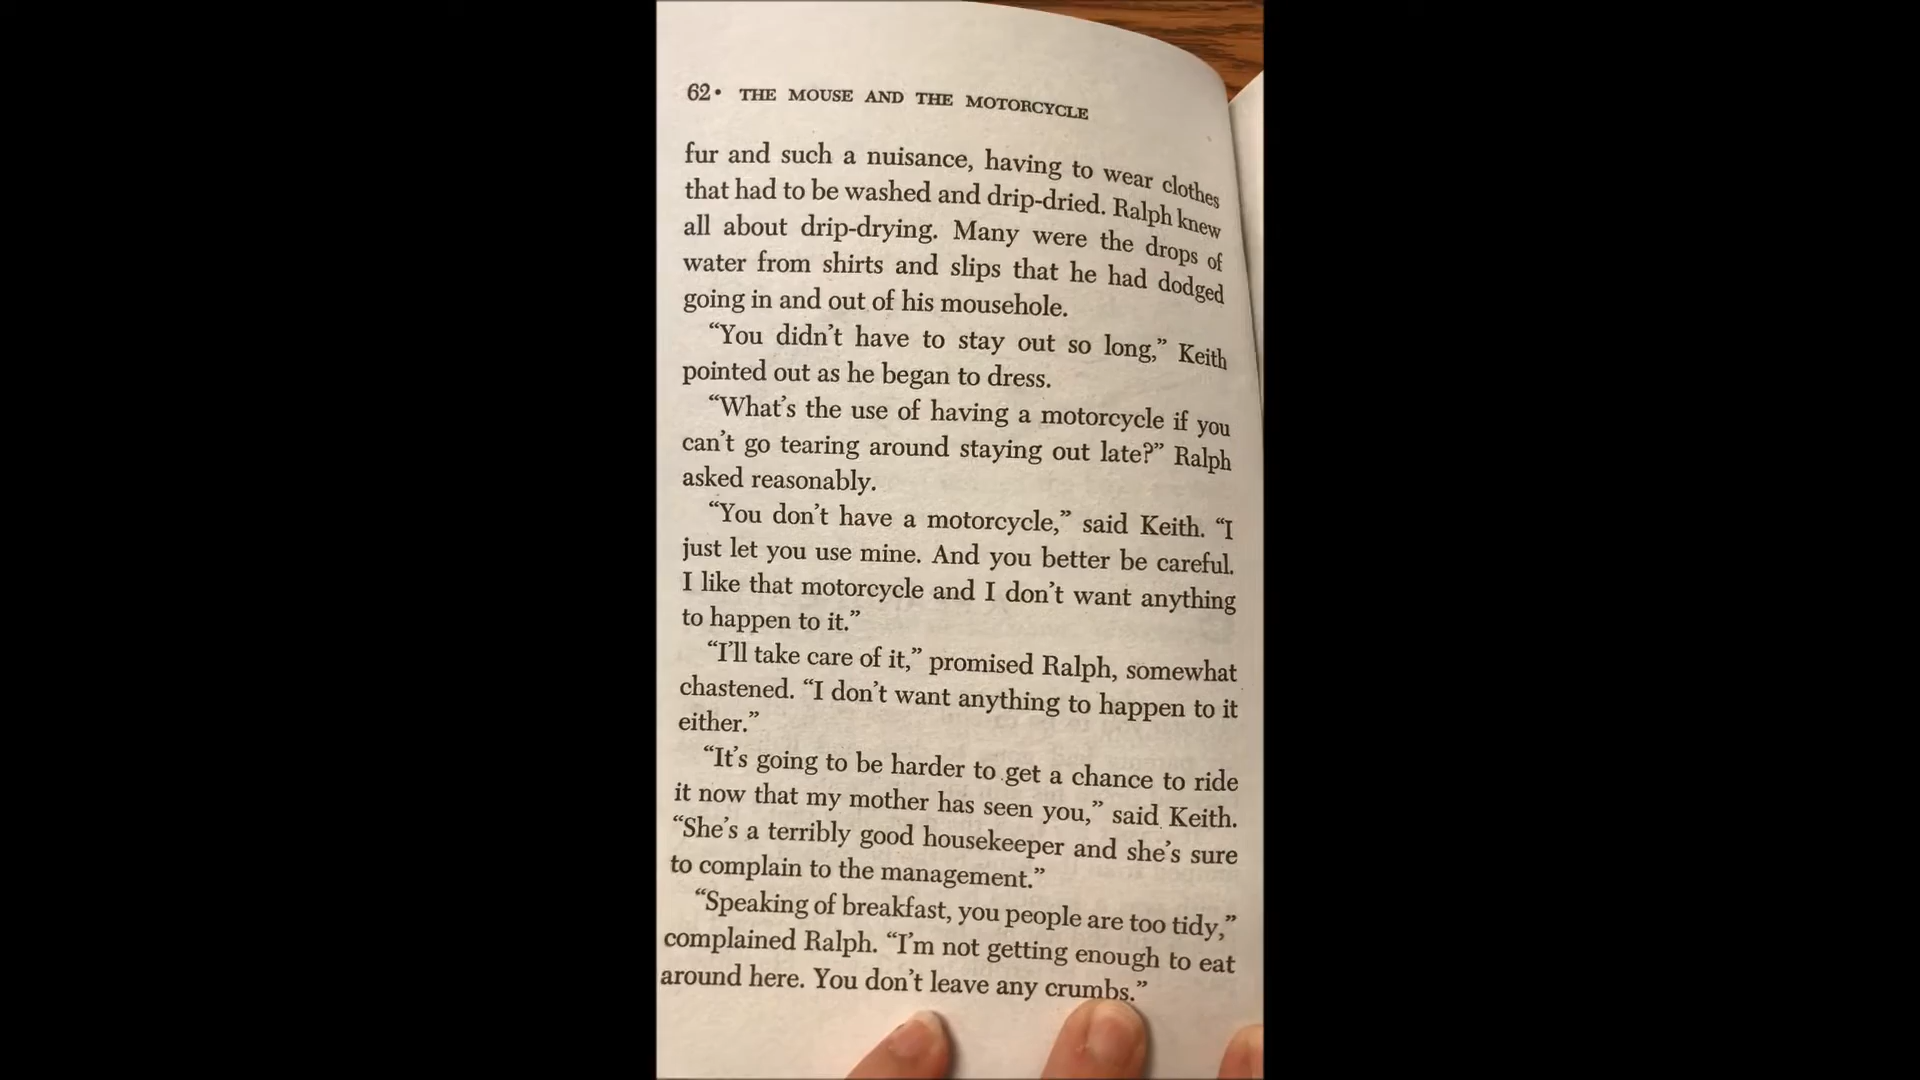 62• THE MOUSE AND THE MOTORCYCLE
fur and such a nuisance, having to wear clothes
that had to be washed and drip-dried. Ralph knew
all about drip-drying. Many were the drops of
water from shirts and slips that he had dodged
going in and out of his mousehole.
“You didn’t have to stay out so long,” Keith
pointed out as he began to dress.
“What’s the use of having a motorcycle if you
can’t go tearing around staying out late?” Ralph
asked reasonably.
“You don’t have a motorcycle,” said Keith. “I
just let you use mine. And you better be careful.
I like that motorcycle and I don’t want anything
to happen to it.”
“I’ll take care of it,” promised Ralph, somewhat
chastened. “I don’t want anything to happen to it
either.”
“It’s going to be harder to get a chance to ride
it now that my mother has seen you,” said Keith.
“She’s a terribly good housekeeper and she’s sure
to complain to the management.”
“Speaking of breakfast, you people are too tidy,”
complained Ralph. “I’m not getting enough to eat
around here. You don’t leave any crumbs.”